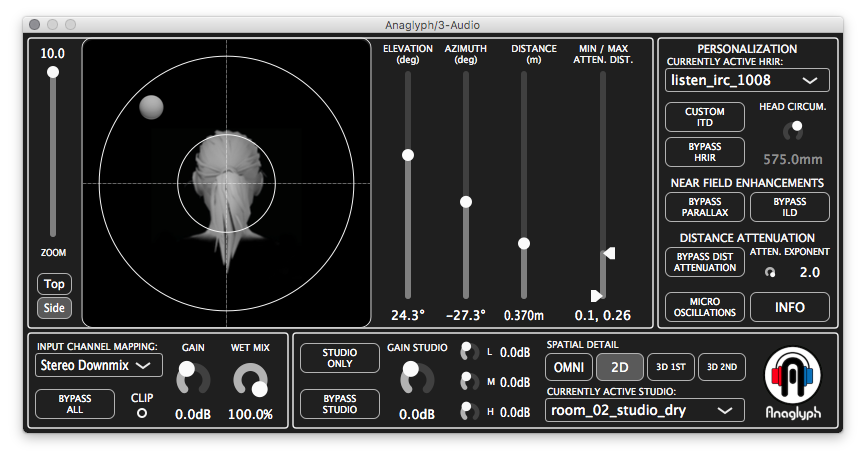 Anaglyph/3-Audio
10.0
ZOOM
Top
Side
ELEVATION
(deg)
24.3°
AZIMUTH
(deg)
-27.3°
DISTANCE
(m)
0.370m
MIN / MAX
ATTEN. DIST.
0.1, 0.26
PERSONALIZATION
CURRENTLY ACTIVE HRIR:
listen_irc_1008
CUSTOM
ITD
HEAD CIRCUM.
BYPASS
HRIR
575.0mm
NEAR FIELD ENHANCEMENTS
BYPASS
PARALLAX
BYPASS
ILD
DISTANCE ATTENUATION
BYPASS DIST
ATTENUATION
ATTEN. EXPONENT
2.0
MICRO
OSCILLATIONS
INFO
INPUT CHANNEL MAPPING:
Stereo Downmix
BYPASS
ALL
CLIP
GAIN
0.0dB
WET MIX
100.0%
STUDIO
ONLY
BYPASS
STUDIO
GAIN STUDIO
0.0dB
L 0.0dB
M 0.0dB
H 0.0dB
SPATIAL DETAIL
OMNI
2D
3D 1ST
3D 2ND
CURRENTLY ACTIVE STUDIO:
room_02_studio_dry
Anaglyph